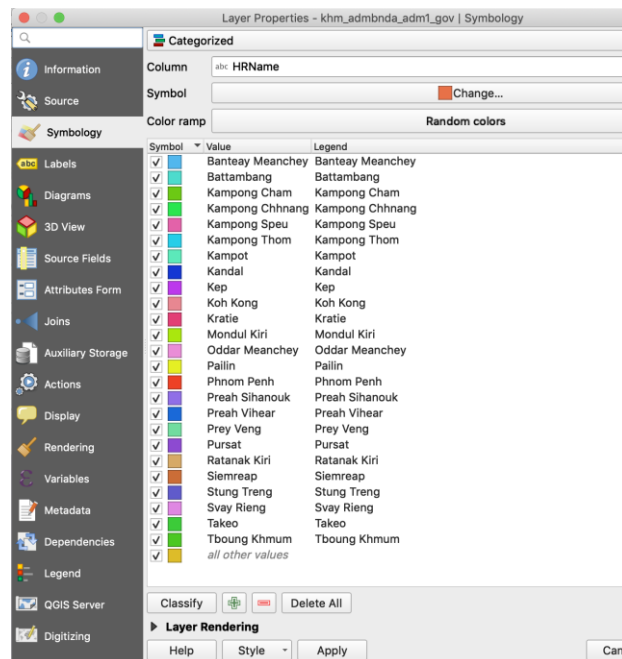 Layer Properties - khm_admbnda_adm1_gov | Symbology
Categorized
Information
Source
Symbology
abc Labels
Diagrams
3D View
Source Fields
Attributes Form
Joins
Auxiliary Storage
Actions
Display
Rendering
Variables
Metadata
Dependencies
Legend
QGIS Server
Digitizing
Column abc HRName
Symbol Change...
Color ramp Random colors
Symbol Value Legend
Banteay Meanchey Banteay Meanchey
Battambang Battambang
Kampong Cham Kampong Cham
Kampong Chhnang Kampong Chhnang
Kampong Speu Kampong Speu
Kampong Thom Kampong Thom
Kampot Kampot
Kandal Kandal
Kep Kep
Koh Kong Koh Kong
Kratie Kratie
Mondul Kiri Mondul Kiri
Oddar Meanchey Oddar Meanchey
Pailin Pailin
Phnom Penh Phnom Penh
Preah Sihanouk Preah Sihanouk
Preah Vihear Preah Vihear
Prey Veng Prey Veng
Pursat Pursat
Ratanak Kiri Ratanak Kiri
Siemreap Siemreap
Stung Treng Stung Treng
Svay Rieng Svay Rieng
Takeo Takeo
Tboung Khmum Tboung Khmum
all other values
Classify Delete All
Layer Rendering
Help Style Apply Can